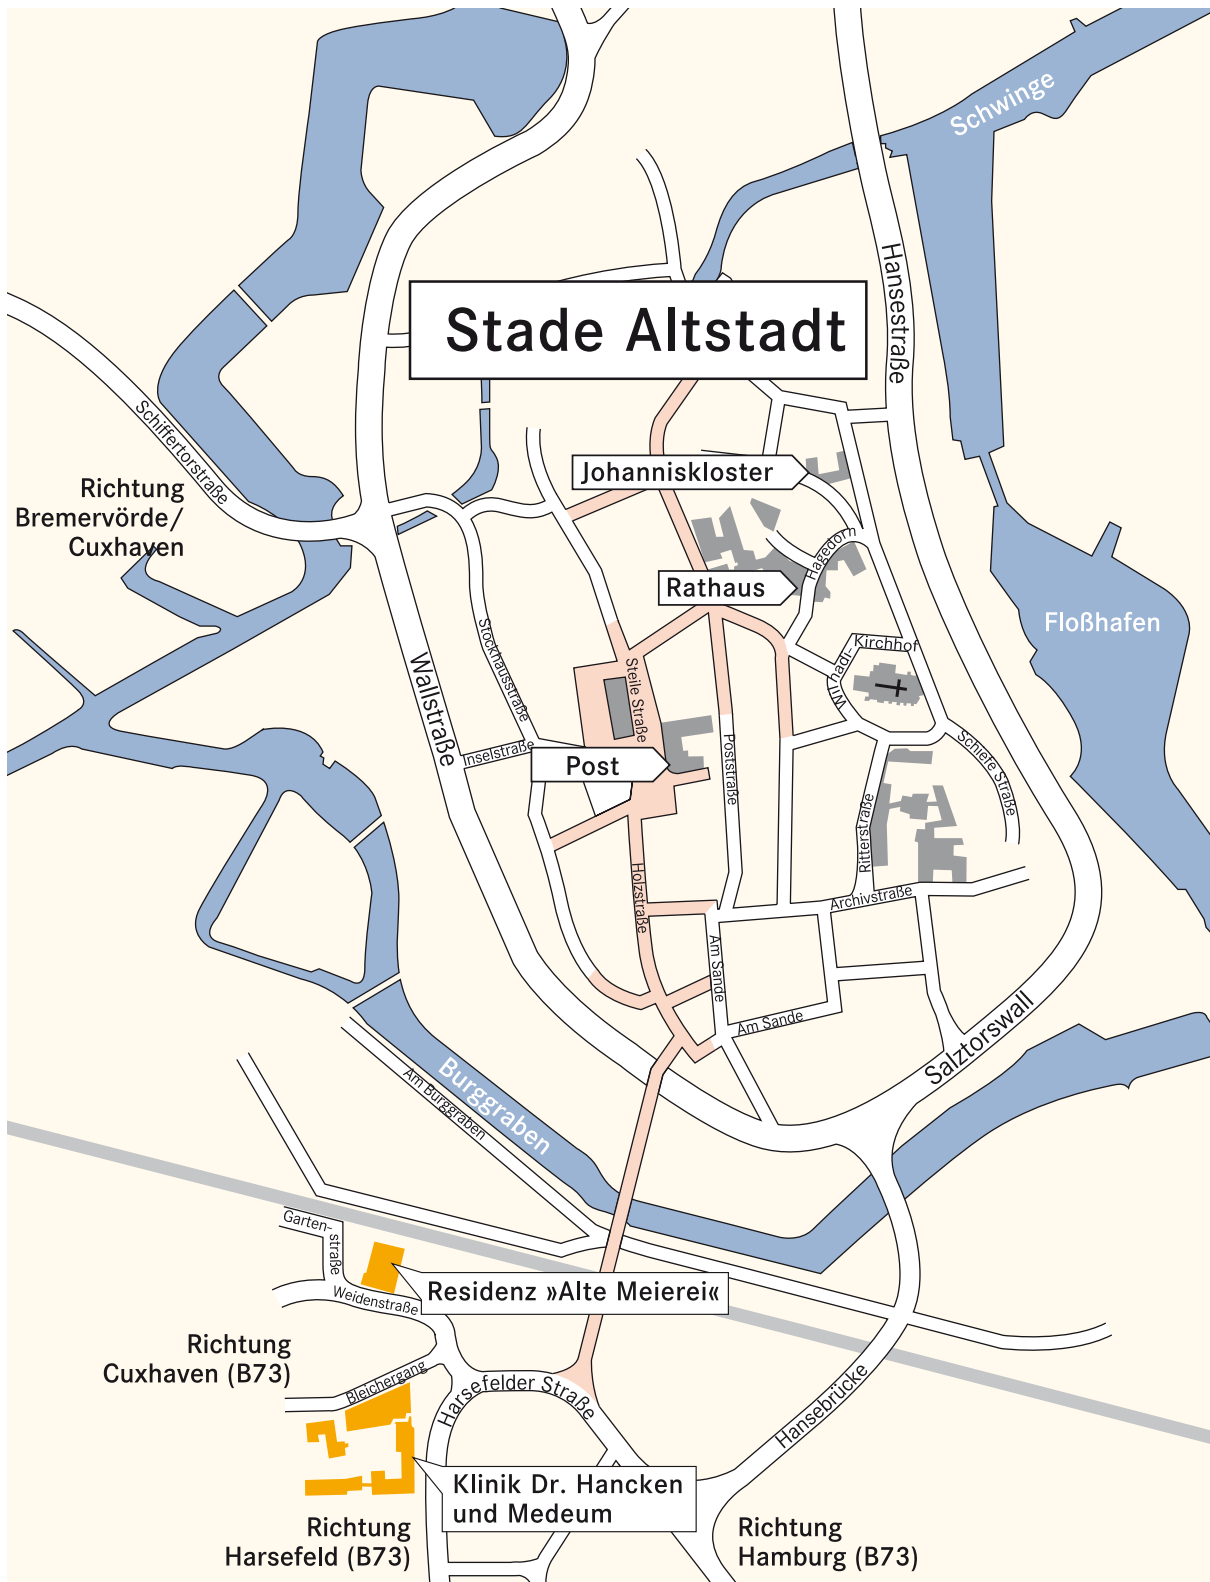 Schwinge
Hansestraße
Stade Altstadt
Schiffertorstraße
Johanniskloster
Richtung
Bremervörde/
Cuxhaven
Hagedorn
Rathaus
Floßhafen
Stockhausstraße
Wallstraße
Steile Straße
Wilhadi-
Kirchhof
Inselstraße
Post
Poststraße
Schiefe Straße
Ritterstraße
Holzstraße
Archivstraße
Am Sande
Am Sande
Salztorswall
Burggraben
Am Burggraben
Garten-
straße
Weidenstraße
Residenz »Alte Meierei«
Richtung
Cuxhaven (B73)
Bleichergang
Harsefelder Straße
Hansebrücke
Klinik Dr. Hancken
und Medeum
Richtung
Harsefeld (B73)
Richtung
Hamburg (B73)